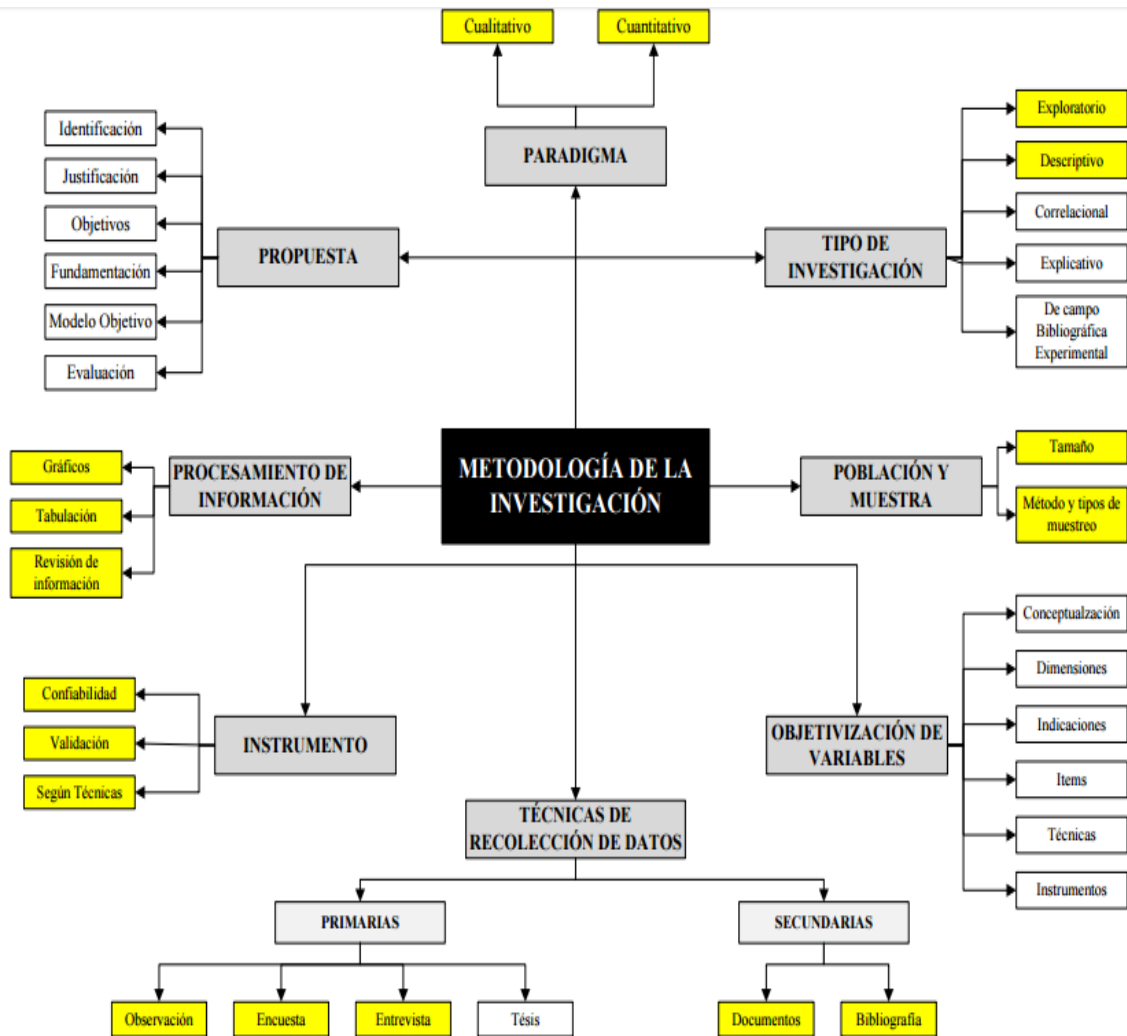 Cualitativo
Cuantitativo
PARADIGMA
Identificación
Justificación
Objetivos
Fundamentación
Modelo Objetivo
Evaluación
PROPUESTA
TIPO DE
INVESTIGACIÓN
Exploratorio
Descriptivo
Correlacional
Explicativo
De campo
Bibliográfica
Experimental
METODOLOGÍA DE LA
INVESTIGACIÓN
Gráficos
Tabulación
Revisión de
información
PROCESAMIENTO DE
INFORMACIÓN
POBLACIÓN Y
MUESTRA
Tamaño
Método y tipos de
muestreo
Confiabilidad
Validación
Según Técnicas
INSTRUMENTO
OBJETIVIZACIÓN DE
VARIABLES
Conceptualzación
Dimensiones
Indicaciones
Items
Técnicas
Instrumentos
TÉCNICAS DE
RECOLECCIÓN DE DATOS
PRIMARIAS
SECUNDARIAS
Observación
Encuesta
Entrevista
Tésis
Documentos
Bibliografía